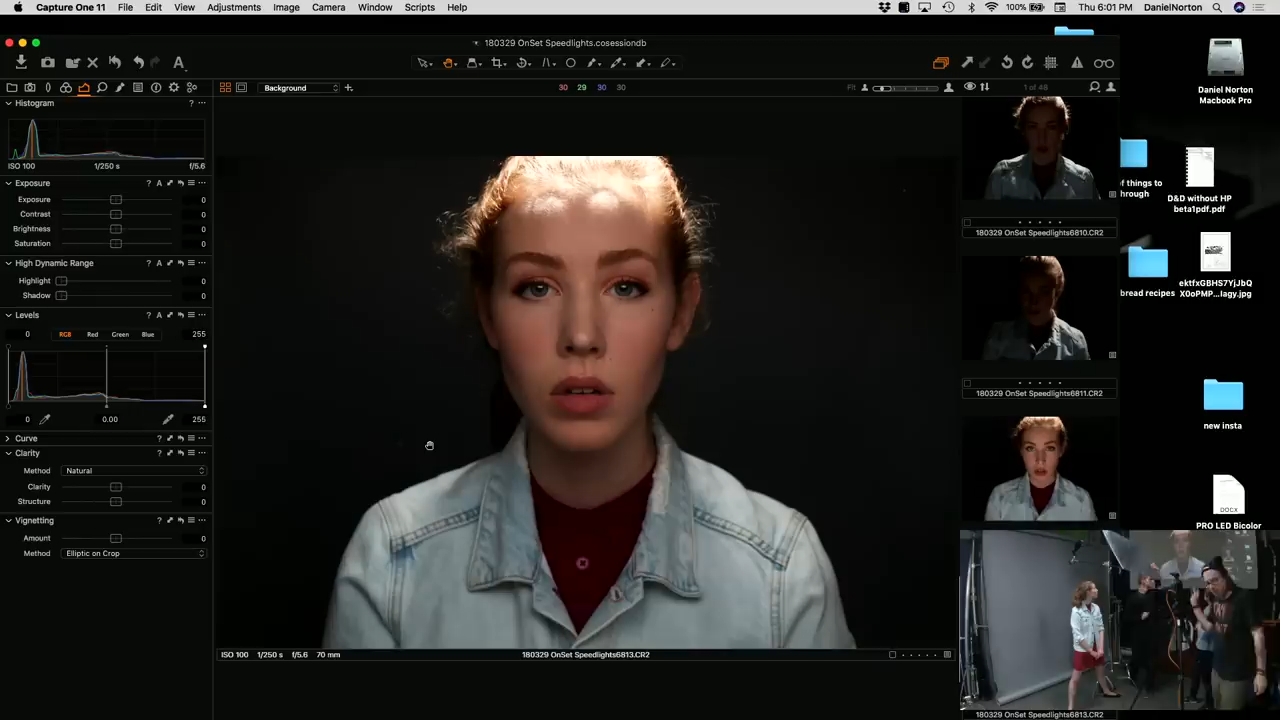 Capture One 11 File Edit View Adjustments Image Camera Window Scripts Help 100% Thu 6:01 PM DanielNorton
180329 OnSet Speedlights.cosessiondb
Background 30 29 30 30 Fit 1 of 48
Histogram
ISO 100 1/250 s f/5.6
Exposure
Exposure 0
Contrast 0
Brightness 0
Saturation 0
High Dynamic Range
Highlight 0
Shadow 0
Levels
0 RGB Red Green Blue 255
0 0.00 255
Curve
Clarity
Method Natural
Clarity 0
Structure 0
Vignetting
Amount 0
Method Elliptic on Crop
ISO 100 1/250 s f/5.6 70 mm 180329 OnSet Speedlights6813.CR2
180329 OnSet Speedlights6810.CR2
180329 OnSet Speedlights6811.CR2
180329 OnSet Speedlights6813.CR2
Daniel Norton
Macbook Pro
of things to
hrough
D&D without HP
beta1pdf.pdf
bread recipes
ektfxGBHS7YjJbQ
X0oPMP...lagy.jpg
new insta
DOCX
PRO LED Bicolor